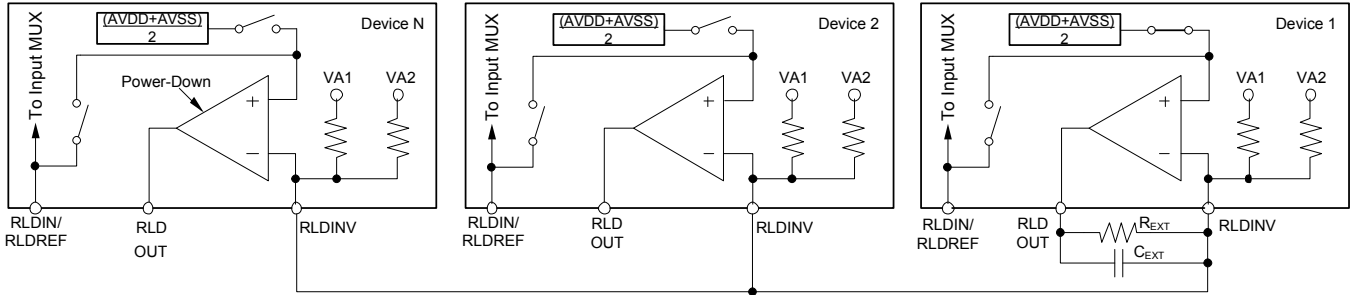 To Input MUX
(AVDD+AVSS)
2
Device N
Power-Down
VA1
VA2
+
−
RLDIN/
RLDREF
RLD
OUT
RLDINV
To Input MUX
(AVDD+AVSS)
2
Device 2
VA1
VA2
+
−
RLDIN/
RLDREF
RLD
OUT
RLDINV
To Input MUX
(AVDD+AVSS)
2
Device 1
VA1
VA2
+
−
RLDIN/
RLDREF
RLD
OUT
RLDINV
REXT
CEXT